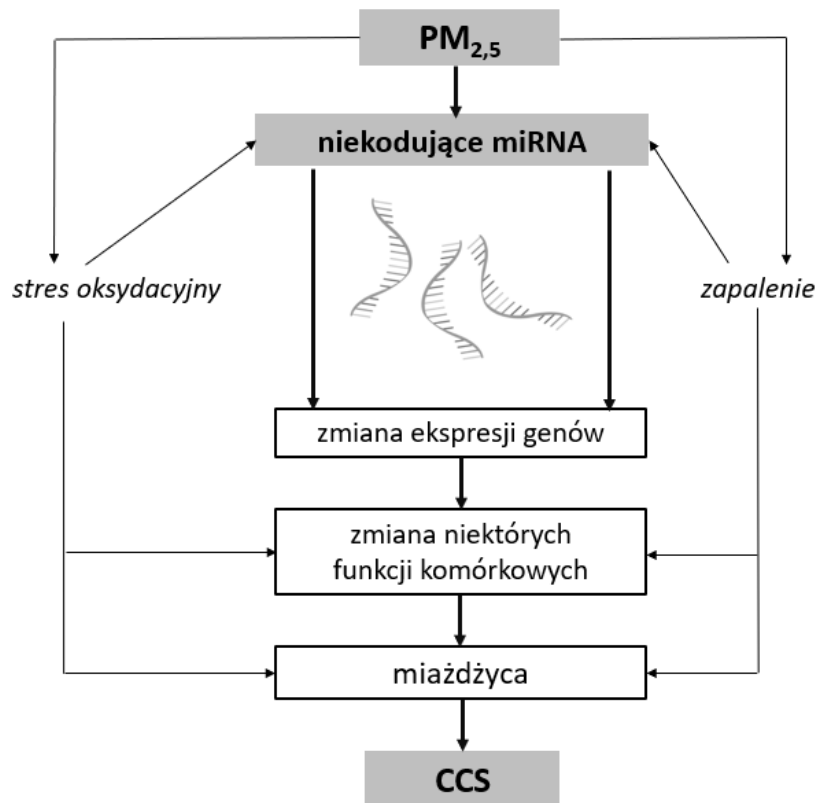 PM2,5
niekodujące miRNA
stres oksydacyjny
zapalenie
zmiana ekspresji genów
zmiana niektórych
funkcji komórkowych
miażdżyca
CCS